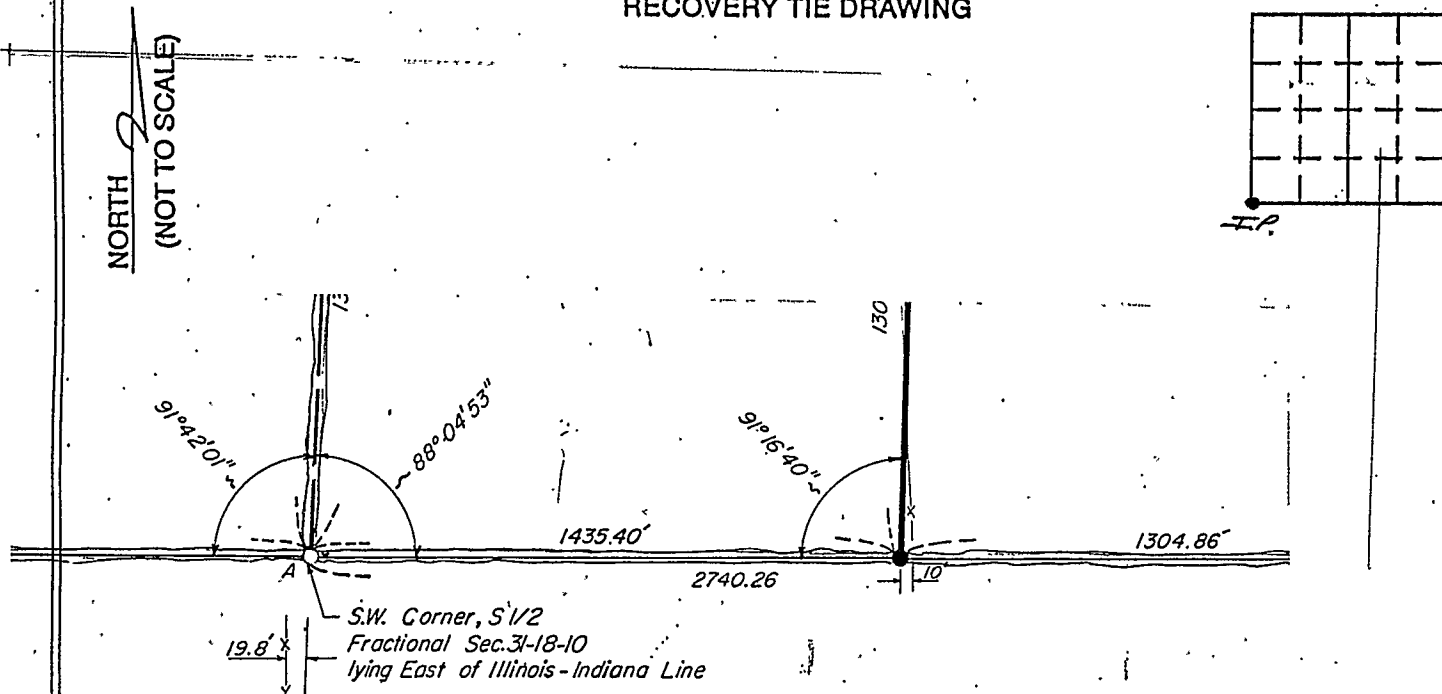 RECOVERY TIE DRAWING
NORTH
(NOT TO SCALE)
I.P.
130
91°42'01"
88°04'53"
91°16'40"
1435.40'
1304.86'
2740.26
10'
A
S.W. Corner, S 1/2
Fractional Sec. 31-18-10
lying East of Illinois-Indiana Line
19.8'